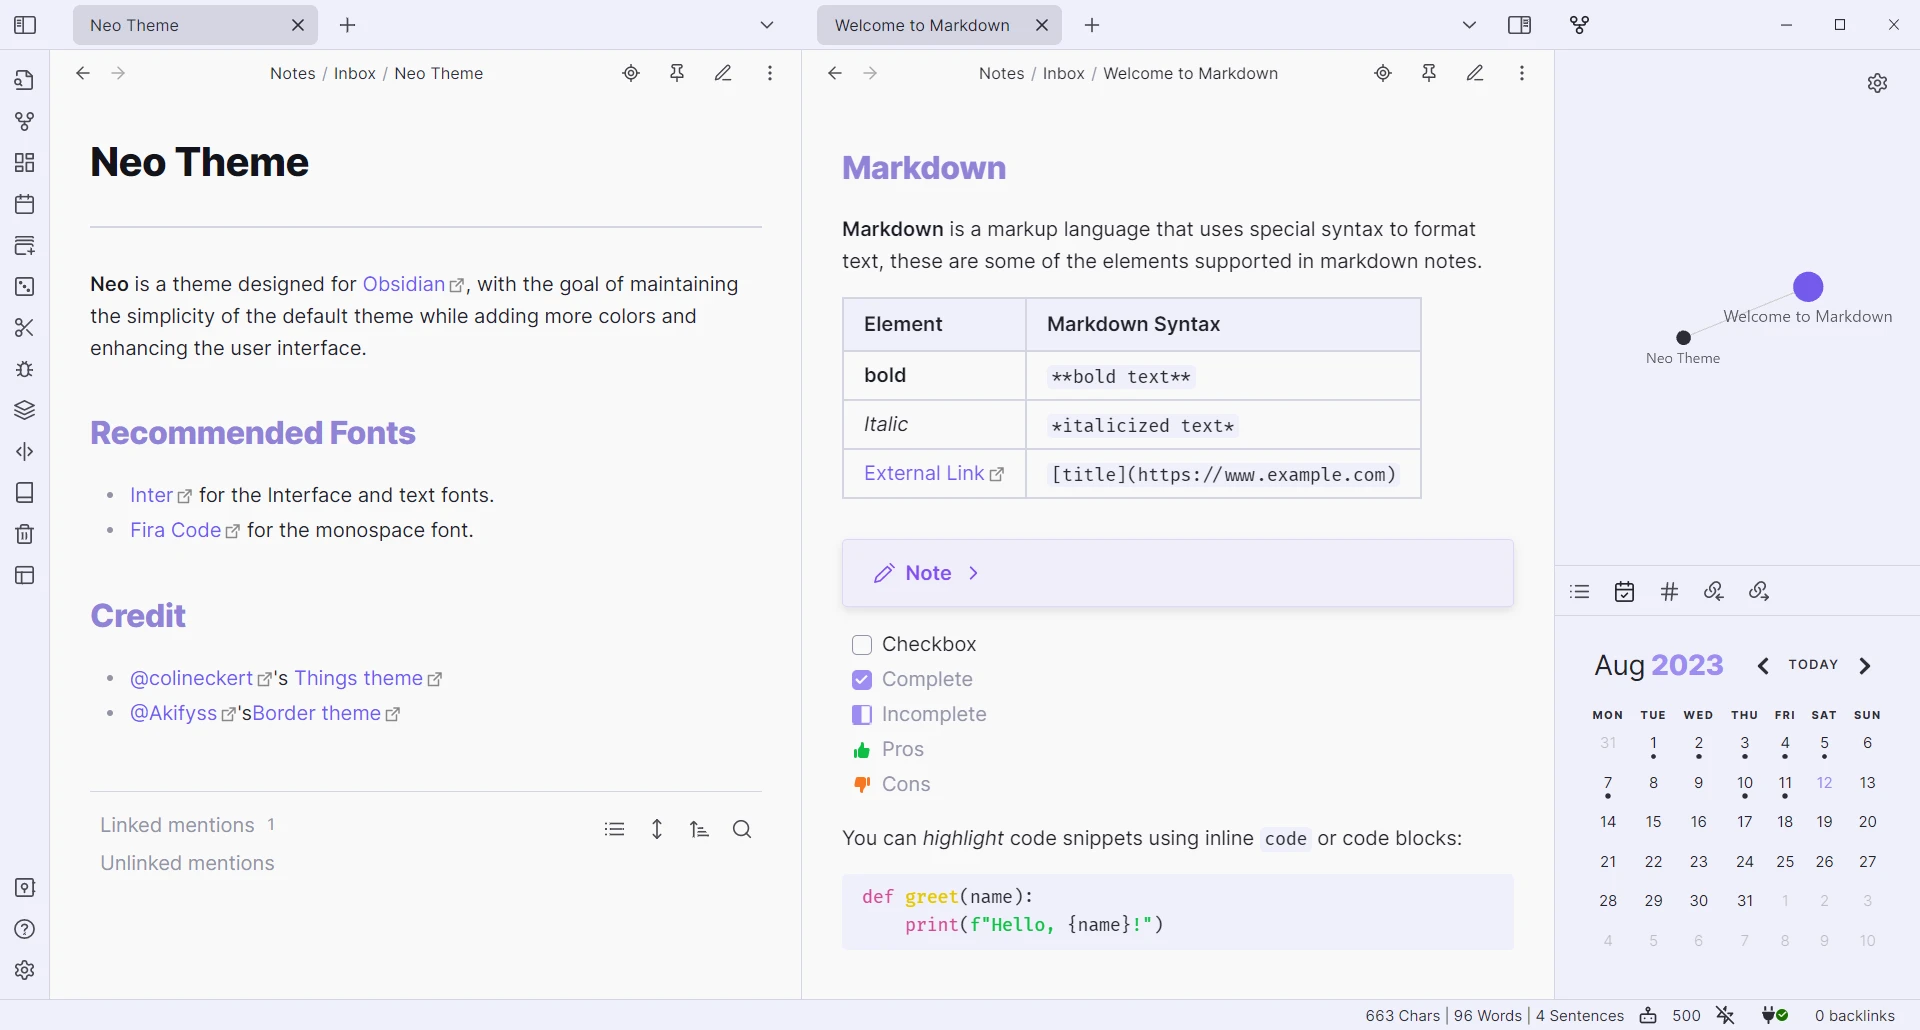 Neo Theme
Welcome to Markdown
Notes / Inbox / Neo Theme
Neo Theme
Neo is a theme designed for Obsidian, with the goal of maintaining
the simplicity of the default theme while adding more colors and
enhancing the user interface.
Recommended Fonts
Inter for the Interface and text fonts.
Fira Code for the monospace font.
Credit
@colineckert's Things theme
@Akifyss'sBorder theme
Linked mentions 1
Unlinked mentions
Notes / Inbox / Welcome to Markdown
Markdown
Markdown is a markup language that uses special syntax to format
text, these are some of the elements supported in markdown notes.
Element Markdown Syntax
bold **bold text**
Italic *italicized text*
External Link [title](https://www.example.com)
Note
Checkbox
Complete
Incomplete
Pros
Cons
You can highlight code snippets using inline code or code blocks:
def greet(name):
    print(f"Hello, {name}!")
Welcome to Markdown
Neo Theme
Aug 2023 TODAY
MON TUE WED THU FRI SAT SUN
31 1 2 3 4 5 6
7 8 9 10 11 12 13
14 15 16 17 18 19 20
21 22 23 24 25 26 27
28 29 30 31 1 2 3
4 5 6 7 8 9 10
663 Chars | 96 Words | 4 Sentences 500 0 backlinks